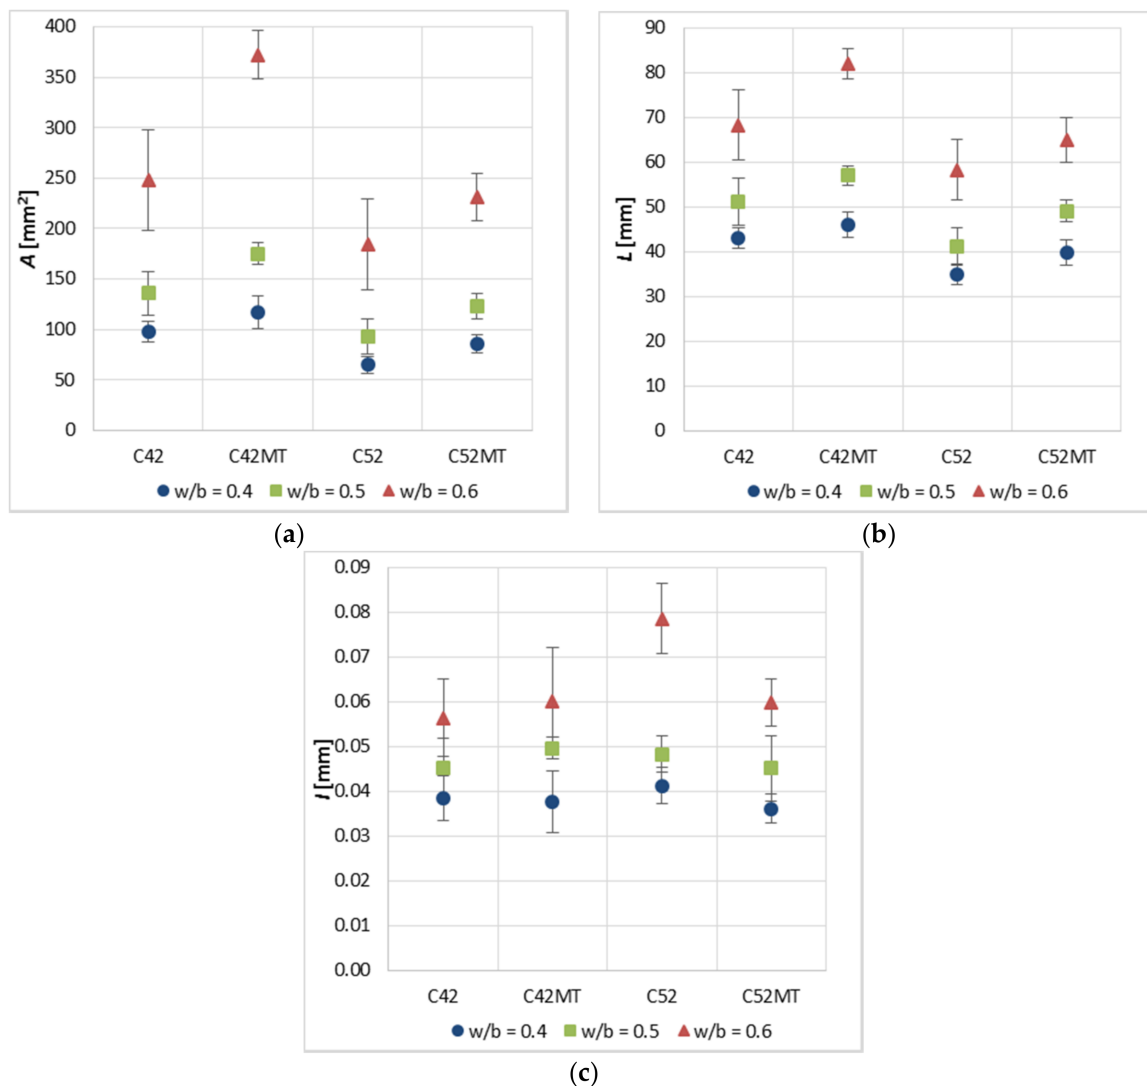 400
350
300
250
200
150
100
50
0
A [mm²]
C42 C42MT C52 C52MT
w/b = 0.4 w/b = 0.5 w/b = 0.6
(a)
90
80
70
60
50
40
30
20
10
0
L [mm]
C42 C42MT C52 C52MT
w/b = 0.4 w/b = 0.5 w/b = 0.6
(b)
0.09
0.08
0.07
0.06
0.05
0.04
0.03
0.02
0.01
0.00
I [mm]
C42 C42MT C52 C52MT
w/b = 0.4 w/b = 0.5 w/b = 0.6
(c)